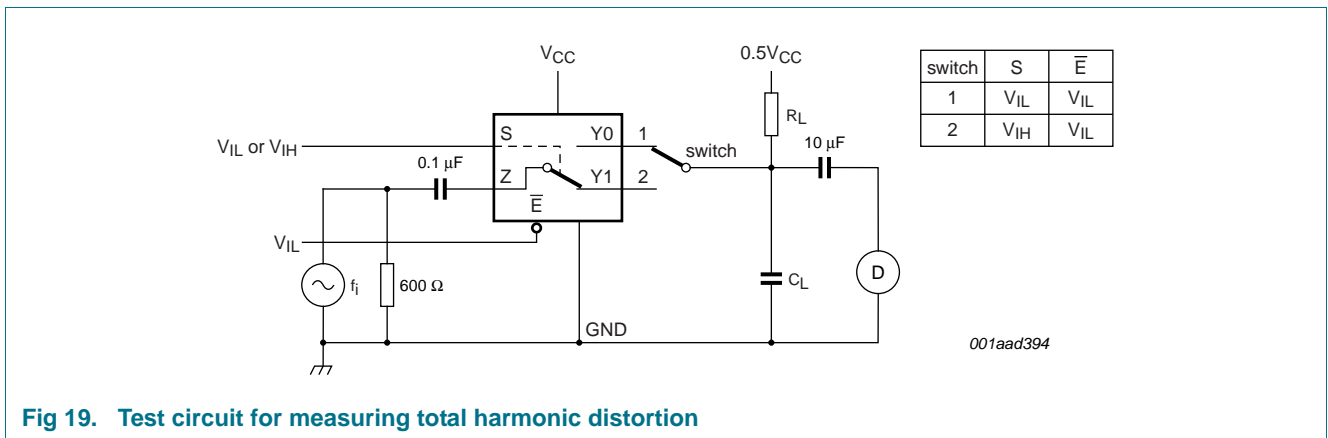 VCC
0.5VCC
switch S E̅
1 VIL VIL
2 VIH VIL
RL
10 μF
S Y0 1
switch
VIL or VIH
0.1 μF
Z Y1 2
E̅
VIL
fi
600 Ω
CL
D
GND
001aad394
Fig 19. Test circuit for measuring total harmonic distortion